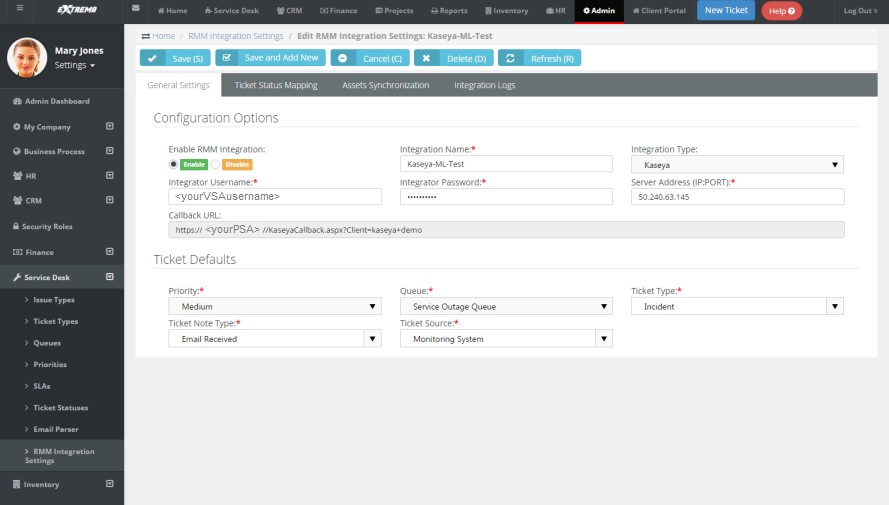 EXTREMA
Home Service Desk CRM Finance Projects Reports Inventory HR Admin Client Portal New Ticket Help Log Out
Mary Jones
Settings
Admin Dashboard
My Company
Business Process
HR
CRM
Security Roles
Finance
Service Desk
> Issue Types
> Ticket Types
> Queues
> Priorities
> SLAs
> Ticket Statuses
> Email Parser
> RMM Integration
Settings
Inventory
Home / RMM Integration Settings / Edit RMM Integration Settings: Kaseya-ML-Test
Save (S) Save and Add New Cancel (C) Delete (D) Refresh (R)
General Settings Ticket Status Mapping Assets Synchronization Integration Logs
Configuration Options
Enable RMM Integration: Integration Name:* Integration Type:
Enable Disable Kaseya-ML-Test Kaseya
Integrator Username:* Integrator Password:* Server Address (IP:PORT):*
<yourVSAusername> •••••••••• 50.240.63.145
Callback URL:
https:// <yourPSA> //KaseyaCallback.aspx?Client=kaseya+demo
Ticket Defaults
Priority:* Queue:* Ticket Type:*
Medium Service Outage Queue Incident
Ticket Note Type:* Ticket Source:*
Email Received Monitoring System